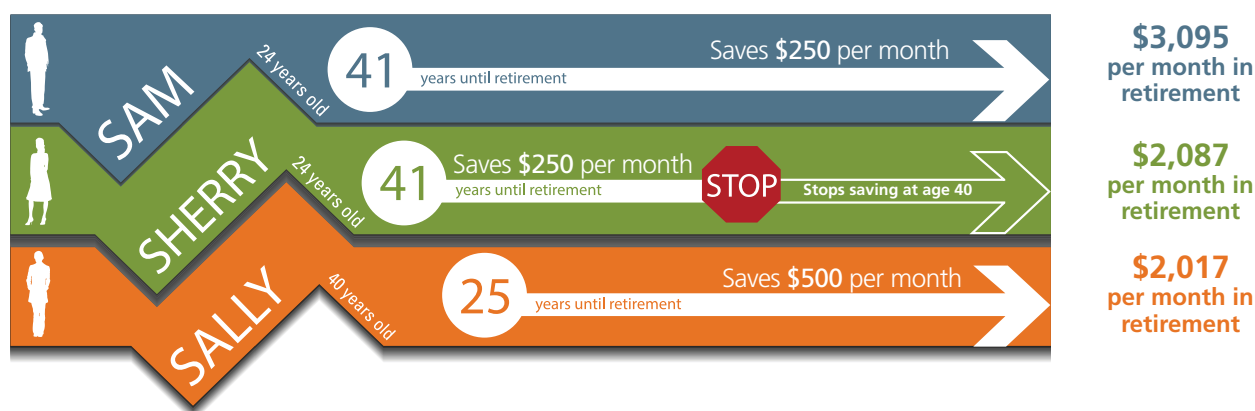 SAM
24 years old
41
years until retirement
Saves $250 per month
$3,095
per month in
retirement
SHERRY
24 years old
41
Saves $250 per month
years until retirement
STOP
Stops saving at age 40
$2,087
per month in
retirement
SALLY
40 years old
25
years until retirement
Saves $500 per month
$2,017
per month in
retirement